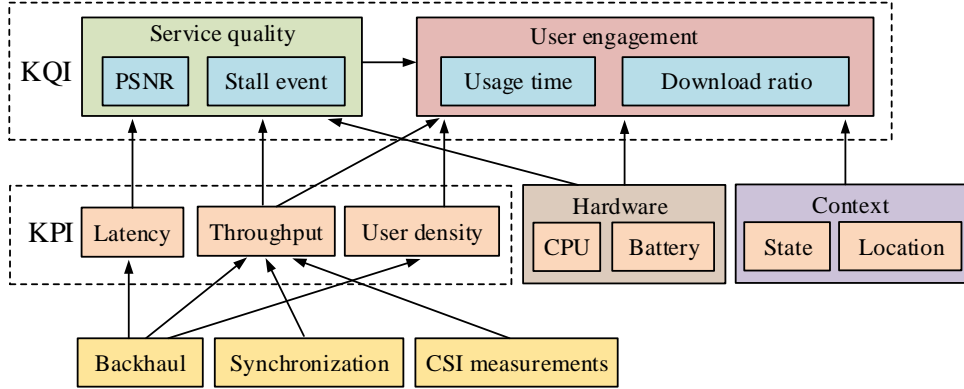 Service quality
User engagement
KQI
PSNR
Stall event
Usage time
Download ratio
KPI
Latency
Throughput
User density
Hardware
CPU
Battery
Context
State
Location
Backhaul
Synchronization
CSI measurements